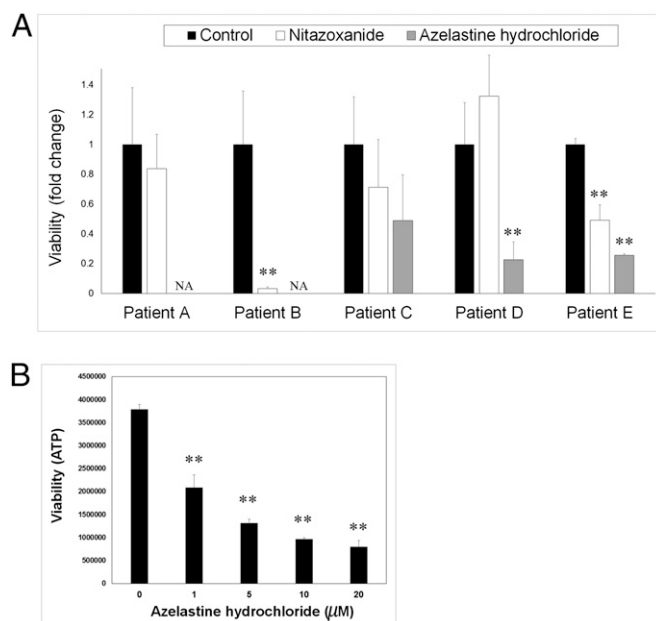 A
Control Nitazoxanide Azelastine hydrochloride
Viability (fold change)
1.4
1.2
1
0.8
0.6
0.4
0.2
0
NA
**
NA
**
**
**
Patient A Patient B Patient C Patient D Patient E
B
Viability (ATP)
4500000
4000000
3500000
3000000
2500000
2000000
1500000
1000000
500000
0
**
**
**
**
0 1 5 10 20
Azelastine hydrochloride (μM)